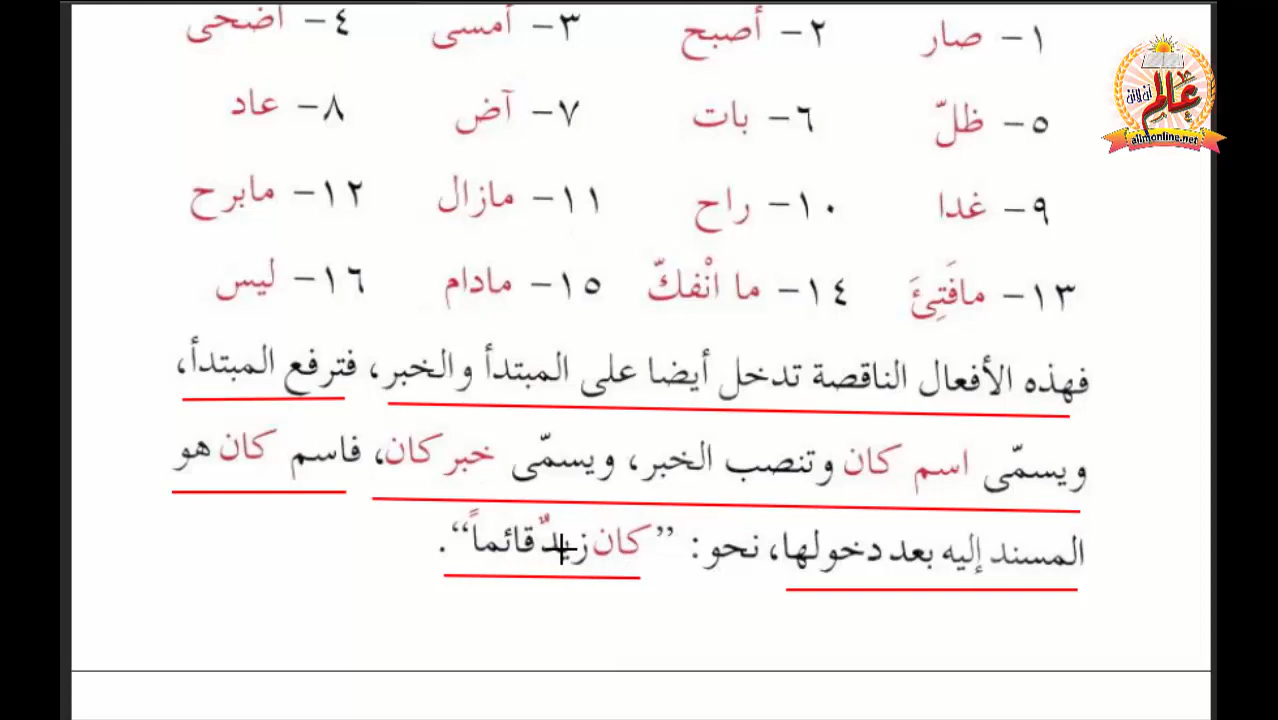 ١- صار ٢- أصبح ٣- أمسى ٤- أضحى
٥- ظلّ ٦- بات ٧- آض ٨- عاد
٩- غدا ١٠- راح ١١- مازال ١٢- مابرح
١٣- مافَتِئَ ١٤- ما انْفكّ ١٥- مادام ١٦- ليس
فهذه الأفعال الناقصة تدخل أيضا على المبتدأ والخبر، فترفع المبتدأ،
ويسمّى اسم كان وتنصب الخبر، ويسمّى خبر كان، فاسم كان هو
المسند إليه بعد دخولها، نحو: ”كان زيدٌ قائماً“.
عالم
آن لائن
alimonline.net